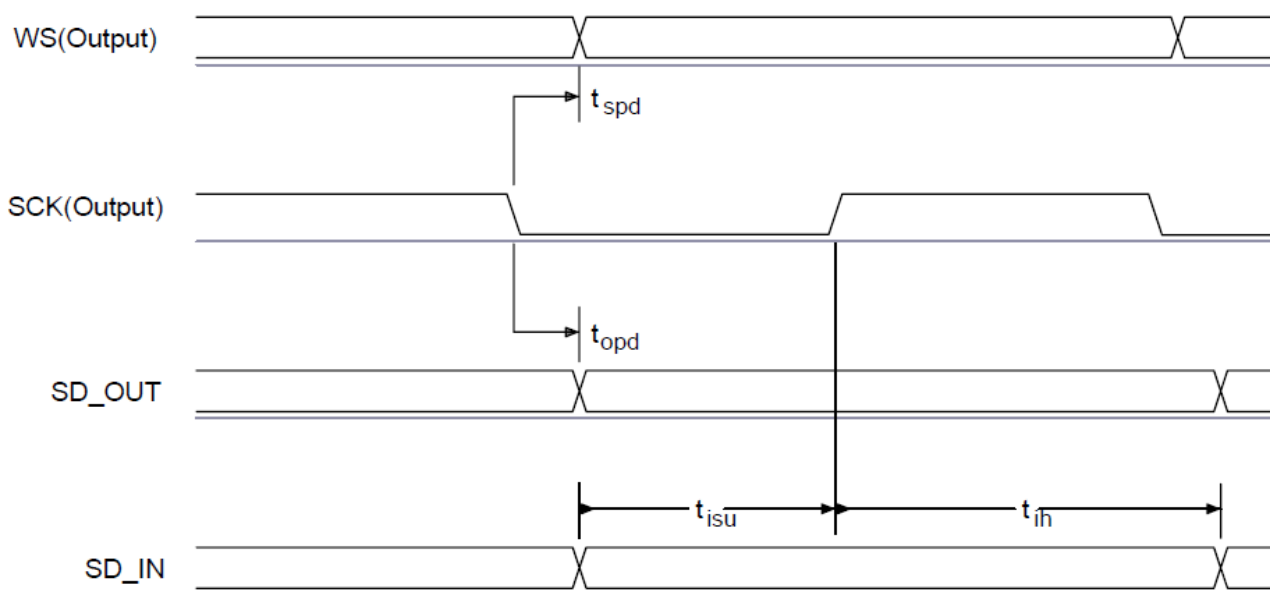 WS(Output)
t spd
SCK(Output)
t opd
SD_OUT
t isu
t ih
SD_IN